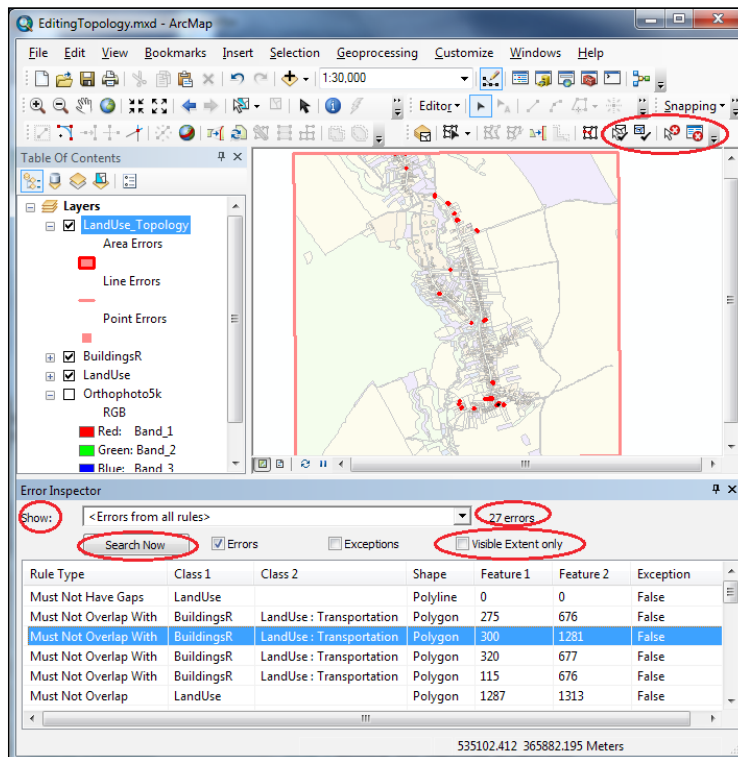 EditingTopology.mxd - ArcMap
File Edit View Bookmarks Insert Selection Geoprocessing Customize Windows Help
1:30,000
Editor Snapping
Table Of Contents
Layers
LandUse_Topology
Area Errors
Line Errors
Point Errors
BuildingsR
LandUse
Orthophoto5k
RGB
Red: Band_1
Green: Band_2
Blue: Band_3
Error Inspector
Show: <Errors from all rules> 27 errors
Search Now Errors Exceptions Visible Extent only
Rule Type Class 1 Class 2 Shape Feature 1 Feature 2 Exception
Must Not Have Gaps LandUse Polyline 0 0 False
Must Not Overlap With BuildingsR LandUse : Transportation Polygon 275 676 False
Must Not Overlap With BuildingsR LandUse : Transportation Polygon 300 1281 False
Must Not Overlap With BuildingsR LandUse : Transportation Polygon 320 677 False
Must Not Overlap With BuildingsR LandUse : Transportation Polygon 115 676 False
Must Not Overlap LandUse Polygon 1287 1313 False
535102.412 365882.195 Meters